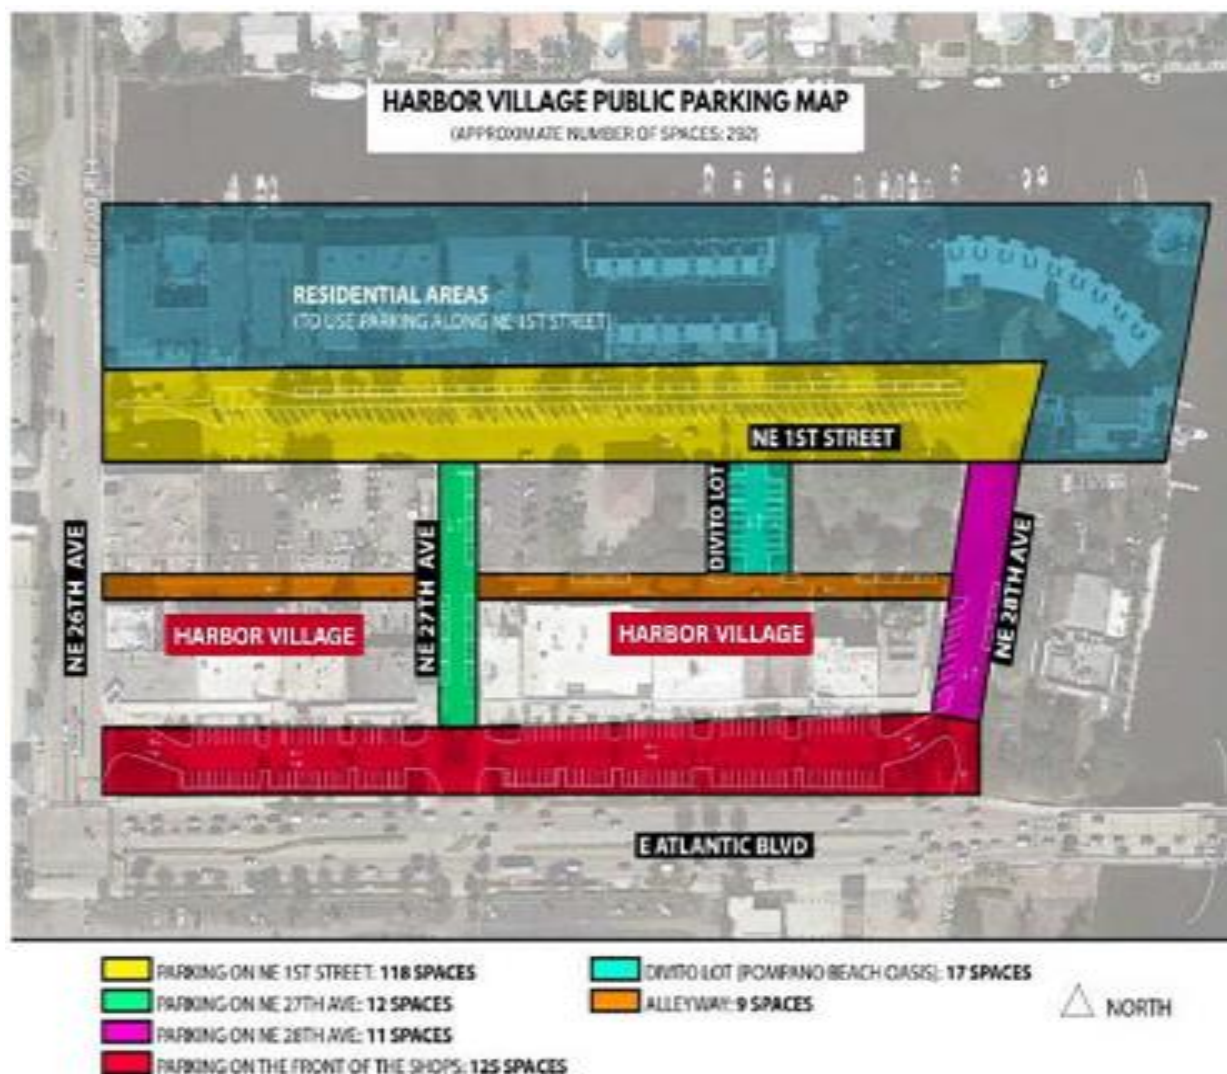 HARBOR VILLAGE PUBLIC PARKING MAP
(APPROXIMATE NUMBER OF SPACES: 292)
RESIDENTIAL AREAS
(TO USE PARKING ALONG NE 1ST STREET)
NE 1ST STREET
DIVITO LOT
NE 26TH AVE
NE 27TH AVE
NE 28TH AVE
HARBOR VILLAGE
HARBOR VILLAGE
E ATLANTIC BLVD
PARKING ON NE 1ST STREET: 118 SPACES
PARKING ON NE 27TH AVE: 12 SPACES
PARKING ON NE 28TH AVE: 11 SPACES
PARKING ON THE FRONT OF THE SHOPS: 125 SPACES
DIVITO LOT (POMPANO BEACH OASIS): 17 SPACES
ALLEYWAY: 9 SPACES
NORTH